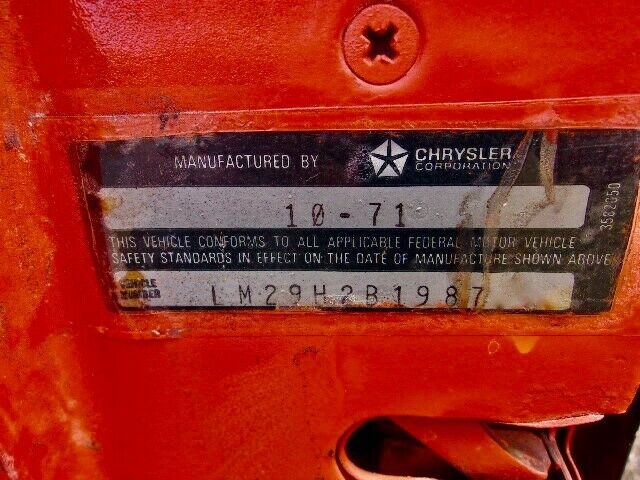 MANUFACTURED BY CHRYSLER CORPORATION
10-71
THIS VEHICLE CONFORMS TO ALL APPLICABLE FEDERAL MOTOR VEHICLE
SAFETY STANDARDS IN EFFECT ON THE DATE OF MANUFACTURE SHOWN ABOVE
VEHICLE NUMBER LM29H2B1987
3582050